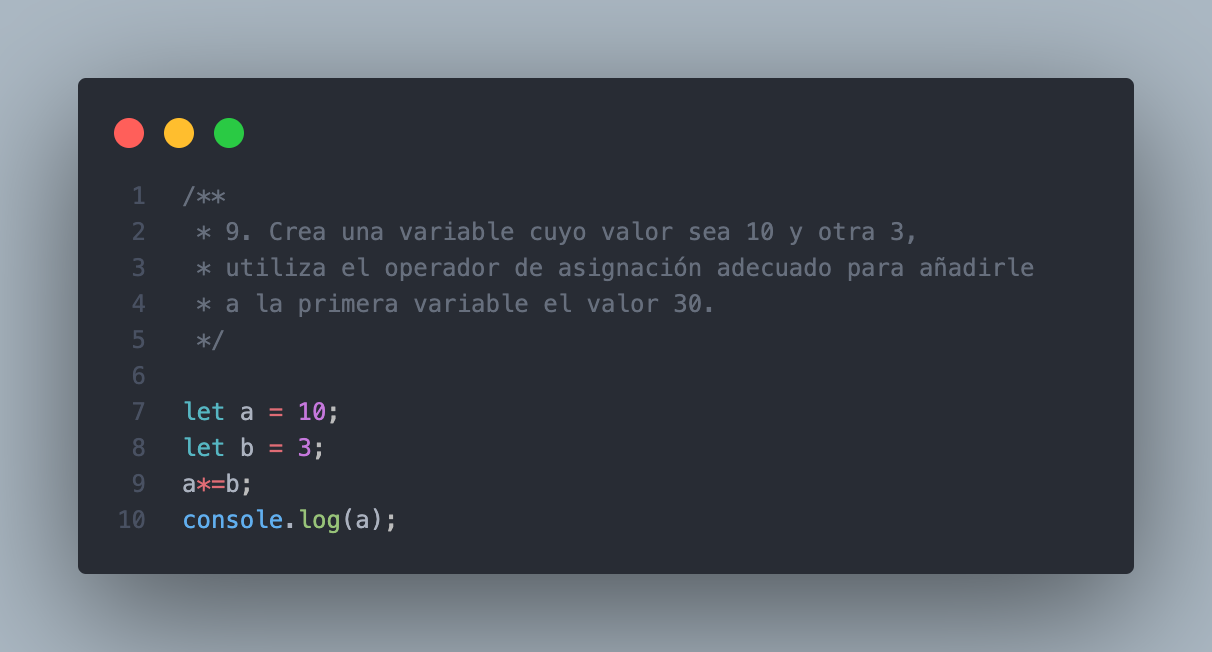 1 /**
2 * 9. Crea una variable cuyo valor sea 10 y otra 3,
3 * utiliza el operador de asignación adecuado para añadirle
4 * a la primera variable el valor 30.
5 */
6
7 let a = 10;
8 let b = 3;
9 a*=b;
10 console.log(a);